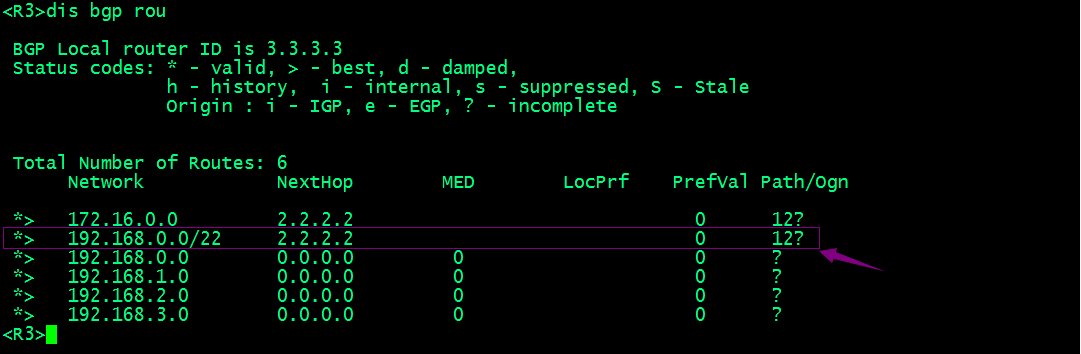 <R3>dis bgp rou
BGP Local router ID is 3.3.3.3
Status codes: * - valid, > - best, d - damped,
h - history,  i - internal, s - suppressed, S - Stale
Origin : i - IGP, e - EGP, ? - incomplete
Total Number of Routes: 6
Network NextHop MED LocPrf PrefVal Path/Ogn
*> 172.16.0.0 2.2.2.2 0 12?
*> 192.168.0.0/22 2.2.2.2 0 12?
*> 192.168.0.0 0.0.0.0 0 0 ?
*> 192.168.1.0 0.0.0.0 0 0 ?
*> 192.168.2.0 0.0.0.0 0 0 ?
*> 192.168.3.0 0.0.0.0 0 0 ?
<R3>